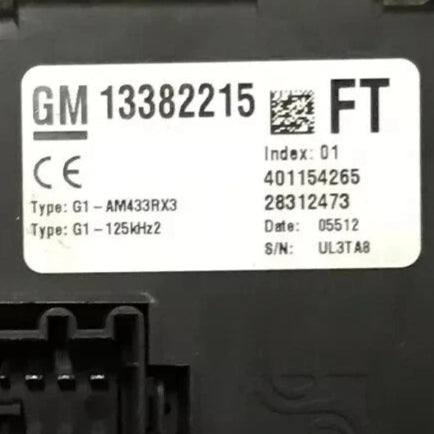 GM 13382215 FT
Index: 01
401154265
Type: G1-AM433RX3
28312473
Type: G1-125kHz2
Date: 05512
S/N: UL3TA8
CE